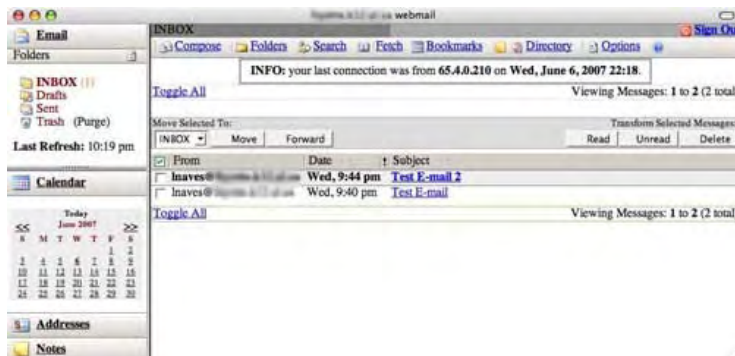 webmail
Email
INBOX
Sign Ou
Folders
Compose Folders Search Fetch Bookmarks Directory Options
INFO: your last connection was from 65.4.0.210 on Wed, June 6, 2007 22:18.
INBOX (1)
Drafts
Sent
Trash (Purge)
Last Refresh: 10:19 pm
Toggle All
Viewing Messages: 1 to 2 (2 total
Move Selected To:
Transform Selected Messages:
INBOX Move Forward
Read Unread Delete
From Date Subject
lnaves@ Wed, 9:44 pm Test E-mail 2
lnaves@ Wed, 9:40 pm Test E-mail
Toggle All
Viewing Messages: 1 to 2 (2 total
Calendar
Today
<< June 2007 >>
S M T W T F S
1 2
3 4 5 6 7 8 9
10 11 12 13 14 15 16
17 18 19 20 21 22 23
24 25 26 27 28 29 30
Addresses
Notes